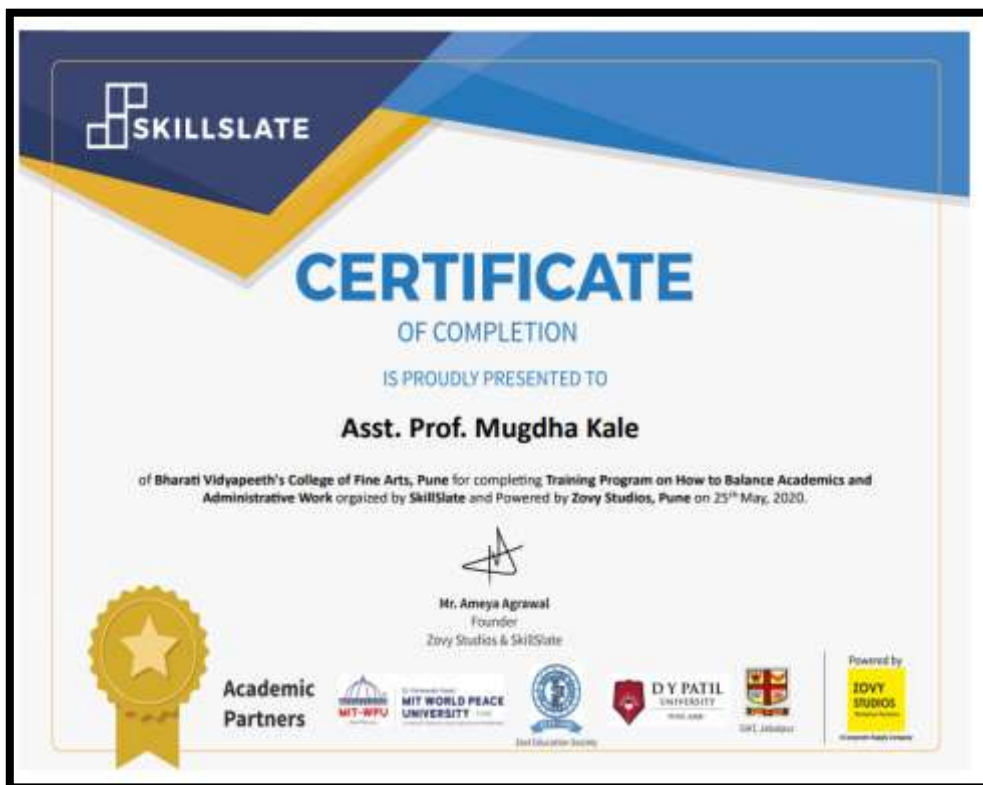 SKILLSLATE
CERTIFICATE
OF COMPLETION
IS PROUDLY PRESENTED TO
Asst. Prof. Mugdha Kale
of Bharati Vidyapeeth's College of Fine Arts, Pune for completing Training Program on How to Balance Academics and
Administrative Work orgaized by SkillSlate and Powered by Zovy Studios, Pune on 25th May, 2020.
Mr. Ameya Agrawal
Founder
Zovy Studios & SkillSlate
Academic
Partners
MIT-WPU
MIT WORLD PEACE
UNIVERSITY
Zeal Education Society
D Y PATIL
UNIVERSITY
Powered by
ZOVY
STUDIOS